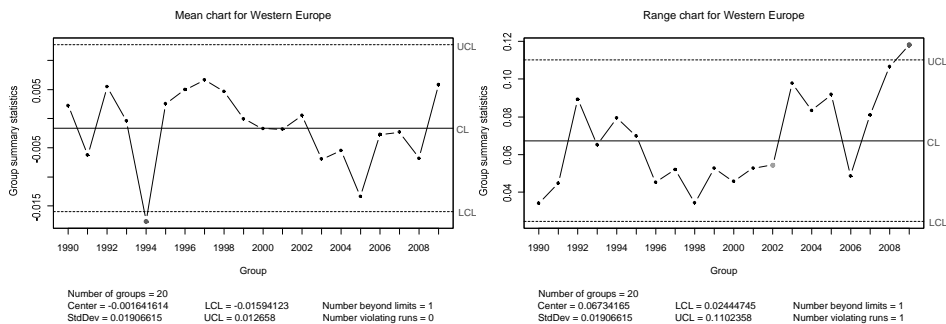 Mean chart for Western Europe
Group summary statistics
0.005
-0.005
-0.015
UCL
CL
LCL
1990 1992 1994 1996 1998 2000 2002 2004 2006 2008
Group
Number of groups = 20
Center = -0.001641614 LCL = -0.01594123 Number beyond limits = 1
StdDev = 0.01906615 UCL = 0.012658 Number violating runs = 0
Range chart for Western Europe
Group summary statistics
0.12
0.10
0.08
0.06
0.04
UCL
CL
LCL
1990 1992 1994 1996 1998 2000 2002 2004 2006 2008
Group
Number of groups = 20
Center = 0.06734165 LCL = 0.02444745 Number beyond limits = 1
StdDev = 0.01906615 UCL = 0.1102358 Number violating runs = 1